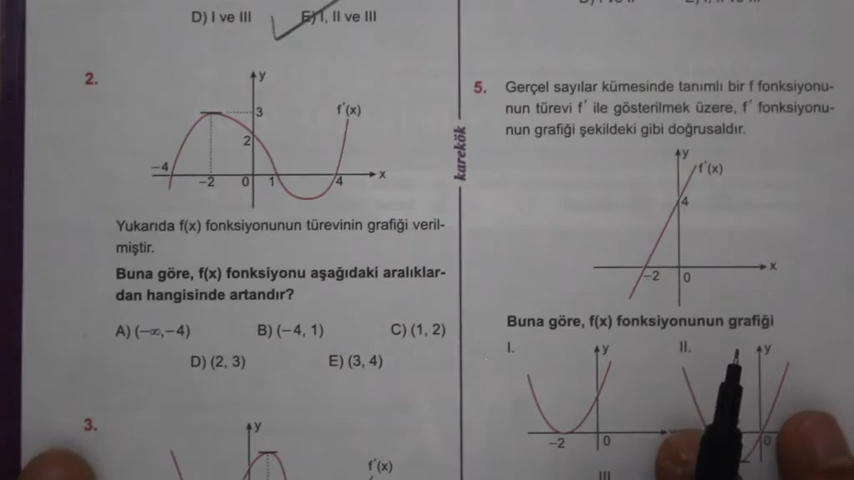 D) I ve III
E) I, II ve III
2.
y
3
f'(x)
2
−4
−2
0
1
4
x
Yukarıda f(x) fonksiyonunun türevinin grafiği veril-
miştir.
Buna göre, f(x) fonksiyonu aşağıdaki aralıklar-
dan hangisinde artandır?
A) (−∞,−4)
B) (−4, 1)
C) (1, 2)
D) (2, 3)
E) (3, 4)
3.
y
f'(x)
karekök
5. Gerçel sayılar kümesinde tanımlı bir f fonksiyonu-
nun türevi f' ile gösterilmek üzere, f' fonksiyonu-
nun grafiği şekildeki gibi doğrusaldır.
y
f'(x)
4
−2
0
x
Buna göre, f(x) fonksiyonunun grafiği
I.
y
−2
0
II.
y
0
III